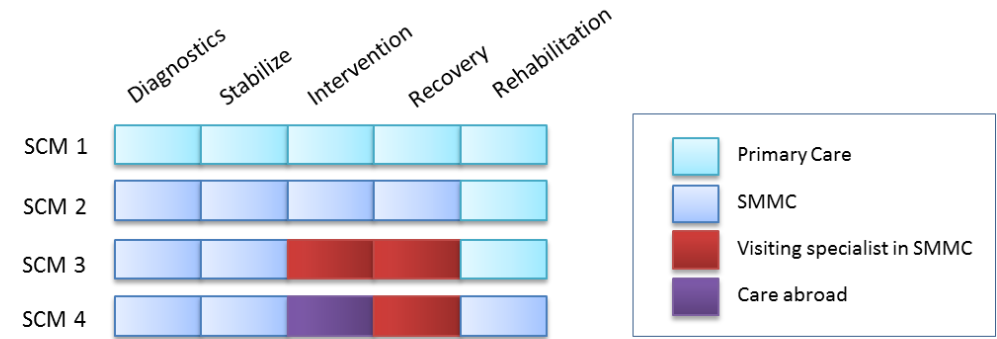 Diagnostics
Stabilize
Intervention
Recovery
Rehabilitation
SCM 1
SCM 2
SCM 3
SCM 4
Primary Care
SMMC
Visiting specialist in SMMC
Care abroad